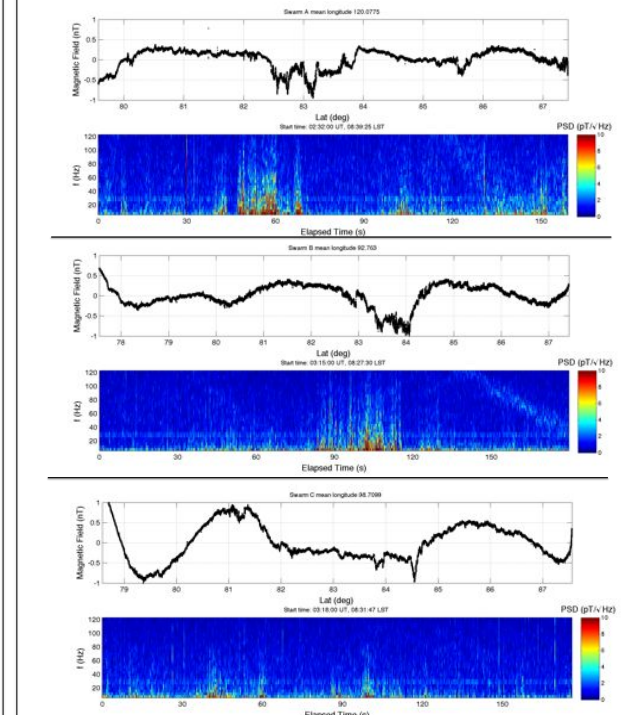 Swarm A mean longitude 120.0775
Magnetic Field (nT)
1
0.5
0
-0.5
-1
80 81 82 83 84 85 86 87
Lat (deg)
Start time: 02:32:00 UT, 08:39:25 LST
PSD (pT/√Hz)
f (Hz)
120
100
80
60
40
20
10
8
6
4
2
0
0 30 60 90 120 150
Elapsed Time (s)
Swarm B mean longitude 92.763
Magnetic Field (nT)
1
0.5
0
-0.5
-1
78 79 80 81 82 83 84 85 86 87
Lat (deg)
Start time: 03:15:00 UT, 08:27:30 LST
PSD (pT/√Hz)
f (Hz)
120
100
80
60
40
20
10
8
6
4
2
0
0 30 60 90 120 150
Elapsed Time (s)
Swarm C mean longitude 98.7098
Magnetic Field (nT)
1
0.5
0
-0.5
-1
79 80 81 82 83 84 85 86 87
Lat (deg)
Start time: 03:18:00 UT, 08:31:47 LST
PSD (pT/√Hz)
f (Hz)
120
100
80
60
40
20
10
8
6
4
2
0
0 30 60 90 120 150
Elapsed Time (s)